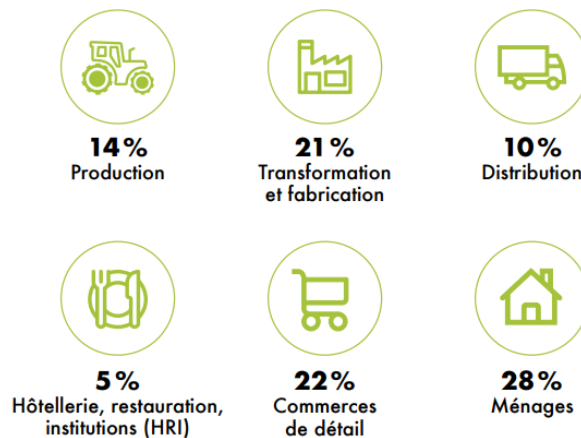 14 %
Production
21 %
Transformation
et fabrication
10 %
Distribution
5 %
Hôtellerie, restauration,
institutions (HRI)
22 %
Commerces
de détail
28 %
Ménages